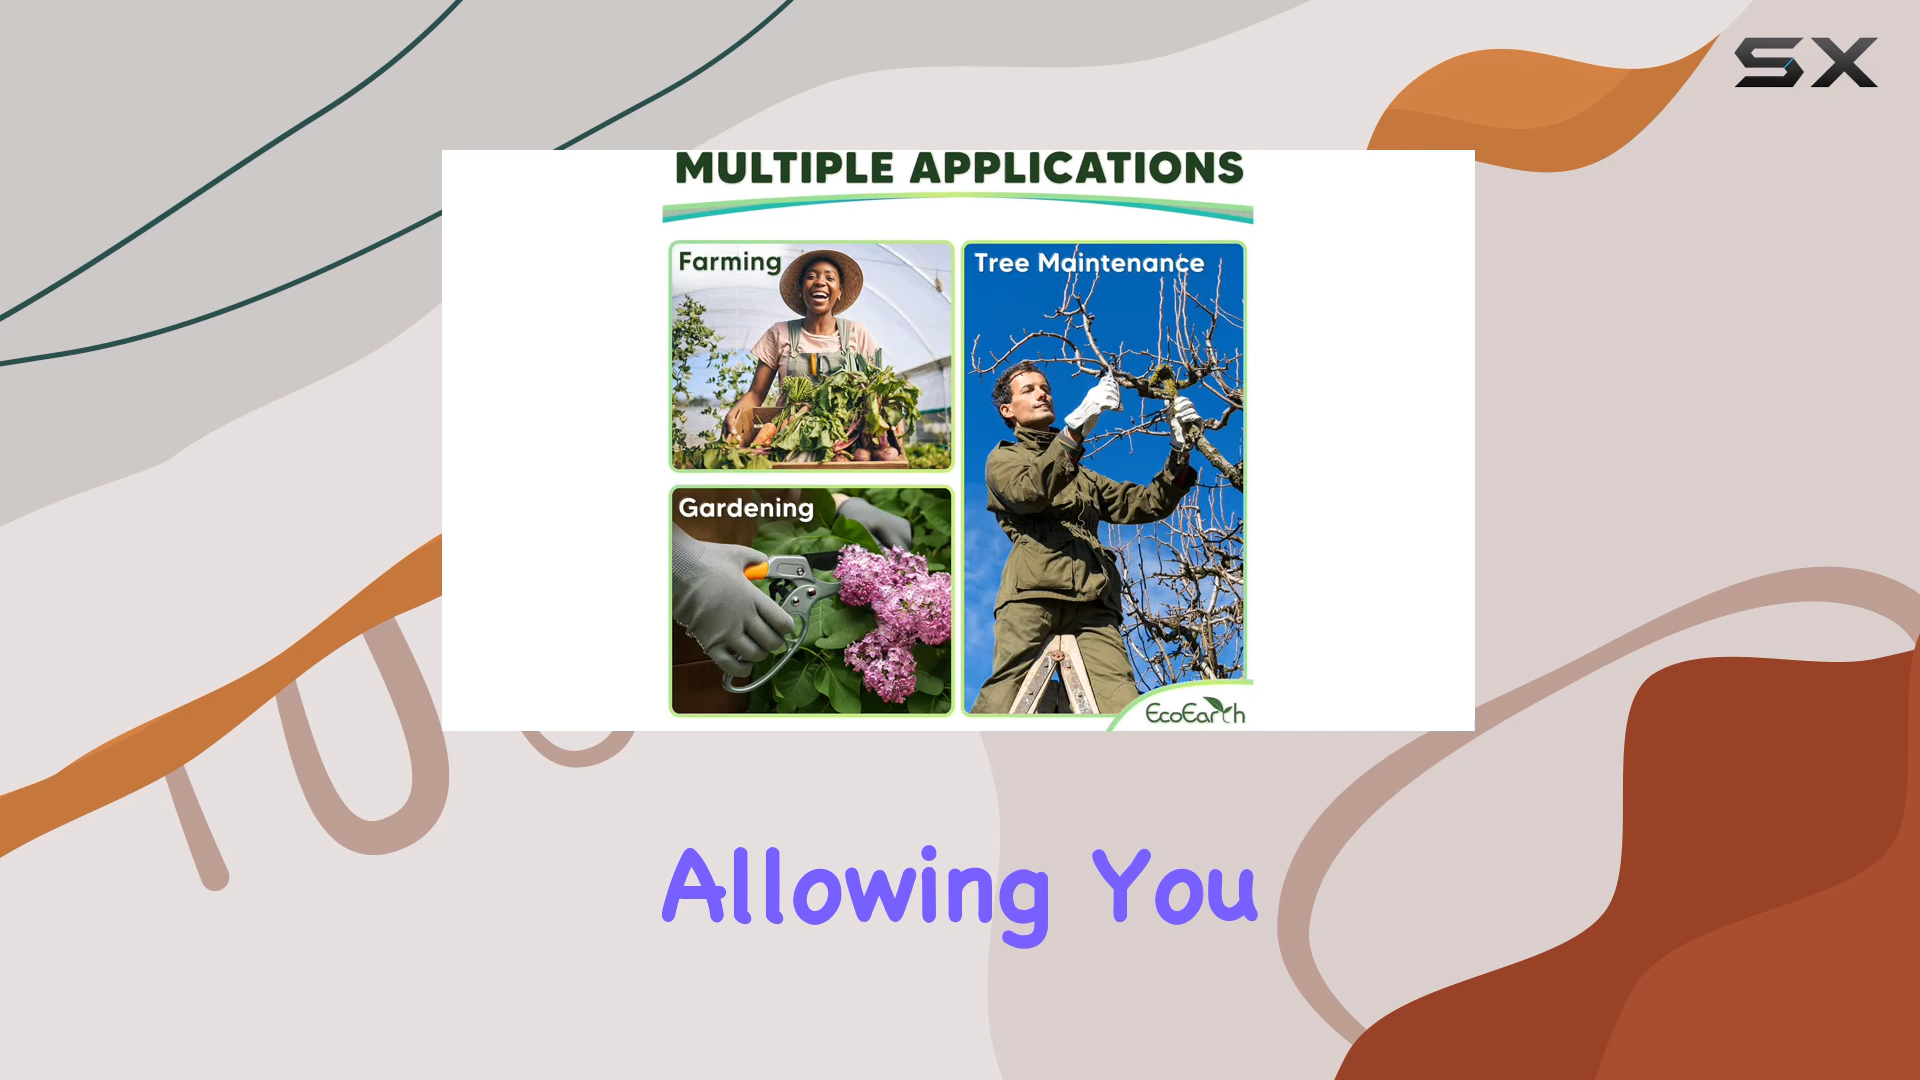 SX
MULTIPLE APPLICATIONS
Farming
Tree Maintenance
Gardening
EcoEarth
Allowing You